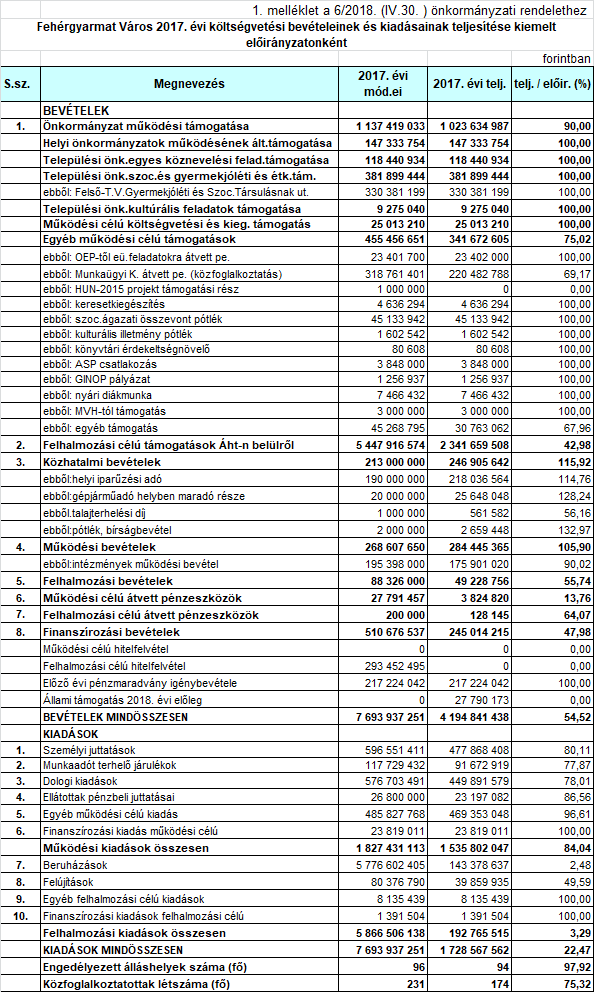 1. melléklet a 6/2018. (IV.30. ) önkormányzati rendelethez
Fehérgyarmat Város 2017. évi költségvetési bevételeinek és kiadásainak teljesítése kiemelt
előirányzatonként
forintban
S.sz. Megnevezés 2017. évi mód.ei 2017. évi telj. telj. / előir. (%)
BEVÉTELEK
1. Önkormányzat működési támogatása 1 137 419 033 1 023 634 987 90,00
Helyi önkormányzatok működésének ált.támogatása 147 333 754 147 333 754 100,00
Települési önk.egyes köznevelési felad.támogatása 118 440 934 118 440 934 100,00
Települési önk.szoc.és gyermekjóléti és étk.tám. 381 899 444 381 899 444 100,00
ebből: Felső-T.V.Gyermekjóléti és Szoc.Társulásnak ut. 330 381 199 330 381 199 100,00
Települési önk.kultúrális feladatok támogatása 9 275 040 9 275 040 100,00
Működési célú költségvetési és kieg. támogatás 25 013 210 25 013 210 100,00
Egyéb működési célú támogatások 455 456 651 341 672 605 75,02
ebből: OEP-től eü.feladatokra átvett pe. 23 401 700 23 402 000 100,00
ebből: Munkaügyi K. átvett pe. (közfoglalkoztatás) 318 761 401 220 482 788 69,17
ebből: HUN-2015 projekt támogatási rész 1 000 000 0 0,00
ebből: keresetkiegészítés 4 636 294 4 636 294 100,00
ebből: szoc.ágazati összevont pótlék 45 133 942 45 133 942 100,00
ebből: kulturális illetmény pótlék 1 602 542 1 602 542 100,00
ebből: könyvtári érdekeltségnövelő 80 608 80 608 100,00
ebből: ASP csatlakozás 3 848 000 3 848 000 100,00
ebből: GINOP pályázat 1 256 937 1 256 937 100,00
ebből: nyári diákmunka 7 466 432 7 466 432 100,00
ebből: MVH-tól támogatás 3 000 000 3 000 000 100,00
ebből: egyéb támogatás 45 268 795 30 763 062 67,96
2. Felhalmozási célú támogatások Áht-n belülről 5 447 916 574 2 341 659 508 42,98
3. Közhatalmi bevételek 213 000 000 246 905 642 115,92
ebből:helyi iparűzési adó 190 000 000 218 036 564 114,76
ebből:gépjárműadó helyben maradó része 20 000 000 25 648 048 128,24
ebből.talajterhelési díj 1 000 000 561 582 56,16
ebből:pótlék, bírságbevétel 2 000 000 2 659 448 132,97
4. Működési bevételek 268 607 650 284 445 365 105,90
ebből:intézmények működési bevétel 195 398 000 175 901 020 90,02
5. Felhalmozási bevételek 88 326 000 49 228 756 55,74
6. Működési célú átvett pénzeszközök 27 791 457 3 824 820 13,76
7. Felhalmozási célú átvett pénzeszközök 200 000 128 145 64,07
8. Finanszírozási bevételek 510 676 537 245 014 215 47,98
Működési célú hitelfelvétel 0 0 0,00
Felhalmozási célú hitelfelvétel 293 452 495 0 0,00
Előző évi pénzmaradvány igénybevétele 217 224 042 217 224 042 100,00
Állami támogatás 2018. évi előleg 0 27 790 173 0,00
BEVÉTELEK MINDÖSSZESEN 7 693 937 251 4 194 841 438 54,52
KIADÁSOK
1. Személyi juttatások 596 551 411 477 868 408 80,11
2. Munkaadót terhelő járulékok 117 729 432 91 672 919 77,87
3. Dologi kiadások 576 703 491 449 891 579 78,01
4. Ellátottak pénzbeli juttatásai 26 800 000 23 197 082 86,56
5. Egyéb működési célú kiadás 485 827 768 469 353 048 96,61
6. Finanszírozási kiadás működési célú 23 819 011 23 819 011 100,00
Működési kiadások összesen 1 827 431 113 1 535 802 047 84,04
7. Beruházások 5 776 602 405 143 378 637 2,48
8. Felújítások 80 376 790 39 859 935 49,59
9. Egyéb felhalmozási célú kiadások 8 135 439 8 135 439 100,00
10. Finanszírozási kiadások felhalmozási célú 1 391 504 1 391 504 100,00
Felhalmozási kiadások összesen 5 866 506 138 192 765 515 3,29
KIADÁSOK MINDÖSSZESEN 7 693 937 251 1 728 567 562 22,47
Engedélyezett álláshelyek száma (fő) 96 94 97,92
Közfoglalkoztatottak létszáma (fő) 231 174 75,32